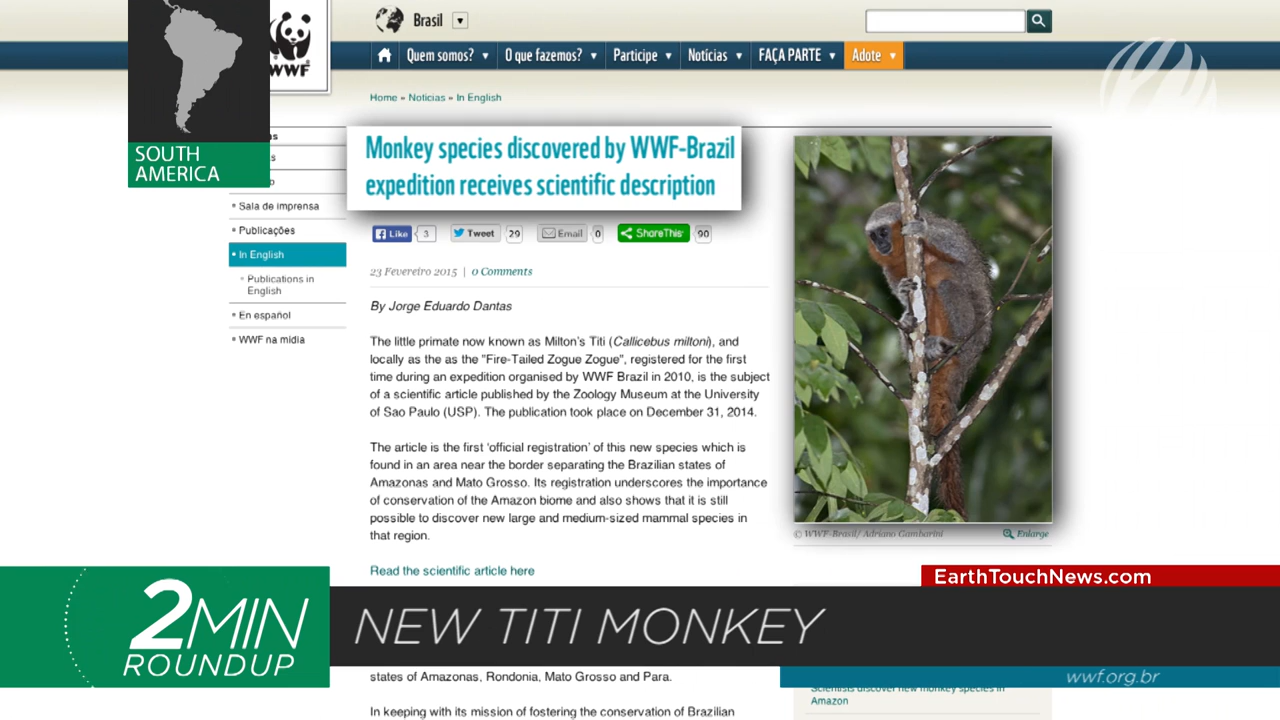 SOUTH
AMERICA
WWF
Brasil
Quem somos?
O que fazemos?
Participe
Notícias
FAÇA PARTE
Adote
Home » Noticias » In English
Monkey species discovered by WWF-Brazil
expedition receives scientific description
Sala de imprensa
Publicações
In English
Publications in
English
En español
WWF na mídia
Like 3
Tweet 29
Email 0
ShareThis 90
23 Fevereiro 2015 | 0 Comments
By Jorge Eduardo Dantas
The little primate now known as Milton's Titi (Callicebus miltoni), and
locally as the as the "Fire-Tailed Zogue Zogue", registered for the first
time during an expedition organised by WWF Brazil in 2010, is the subject
of a scientific article published by the Zoology Museum at the University
of Sao Paulo (USP). The publication took place on December 31, 2014.
The article is the first 'official registration' of this new species which is
found in an area near the border separating the Brazilian states of
Amazonas and Mato Grosso. Its registration underscores the importance
of conservation of the Amazon biome and also shows that it is still
possible to discover new large and medium-sized mammal species in
that region.
Read the scientific article here
© WWF-Brasil/ Adriano Gambarini
Enlarge
EarthTouchNews.com
2MIN
ROUNDUP
NEW TITI MONKEY
states of Amazonas, Rondonia, Mato Grosso and Para.
In keeping with its mission of fostering the conservation of Brazilian
wwf.org.br
Scientists discover new monkey species in
Amazon